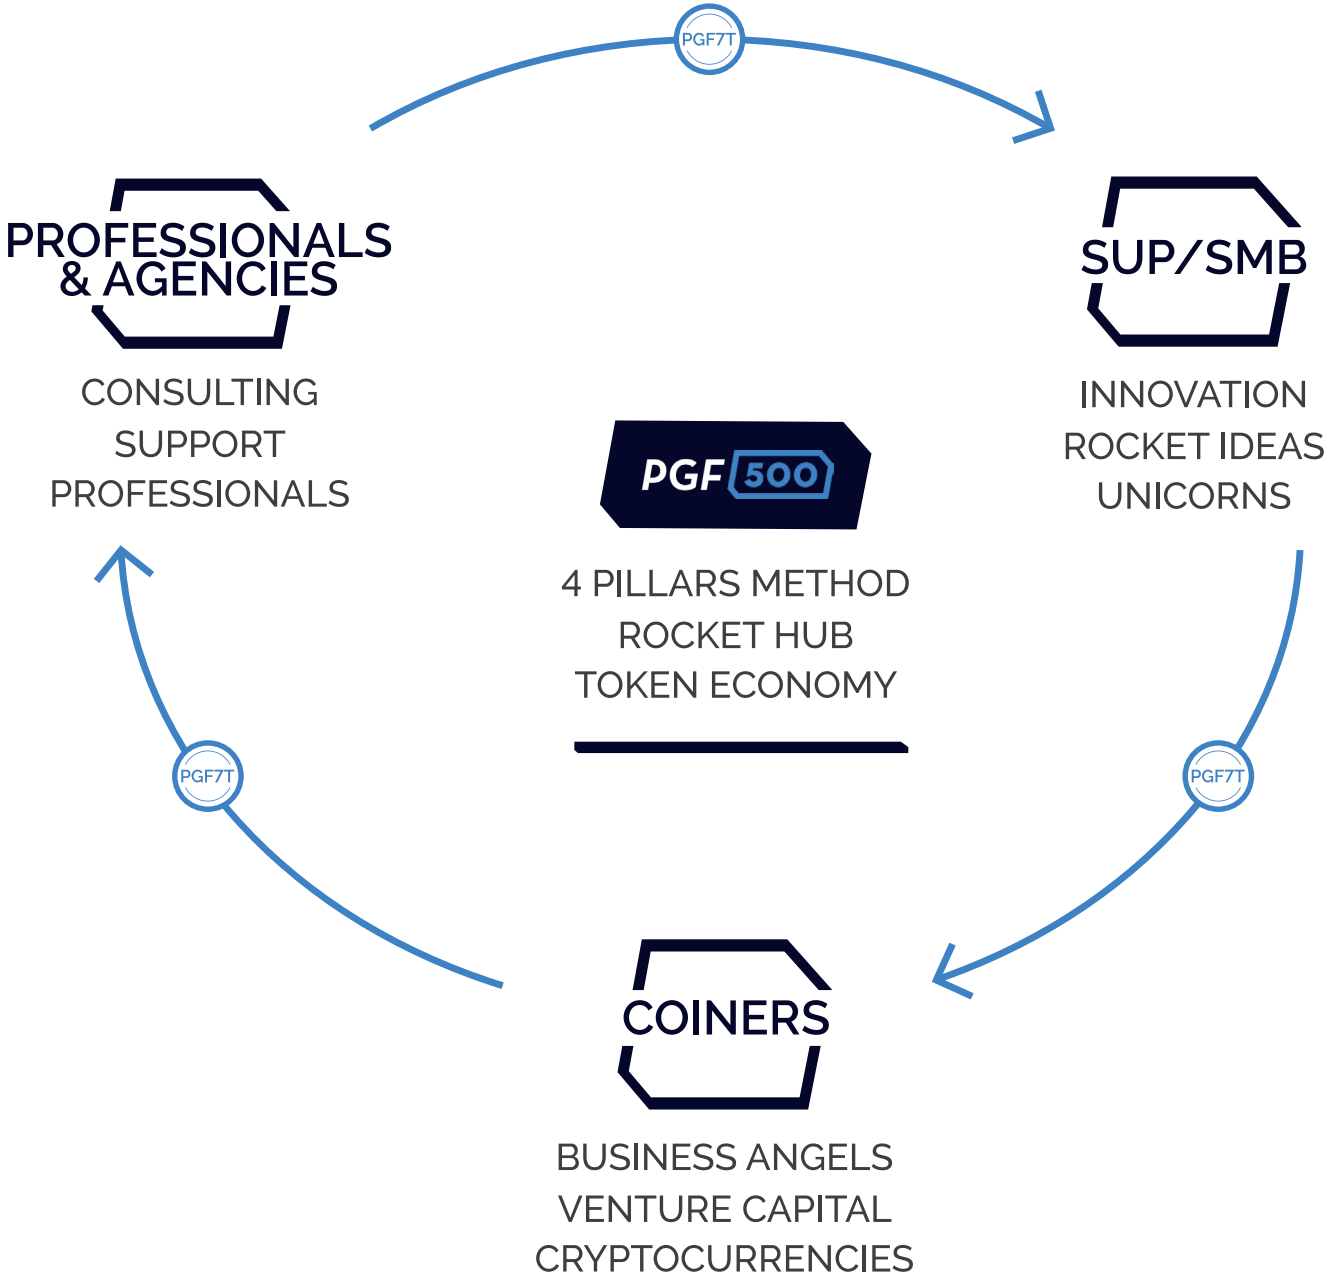 PGF7T
PROFESSIONALS
& AGENCIES
CONSULTING
SUPPORT
PROFESSIONALS
SUP/SMB
INNOVATION
ROCKET IDEAS
UNICORNS
PGF 500
4 PILLARS METHOD
ROCKET HUB
TOKEN ECONOMY
PGF7T
PGF7T
COINERS
BUSINESS ANGELS
VENTURE CAPITAL
CRYPTOCURRENCIES